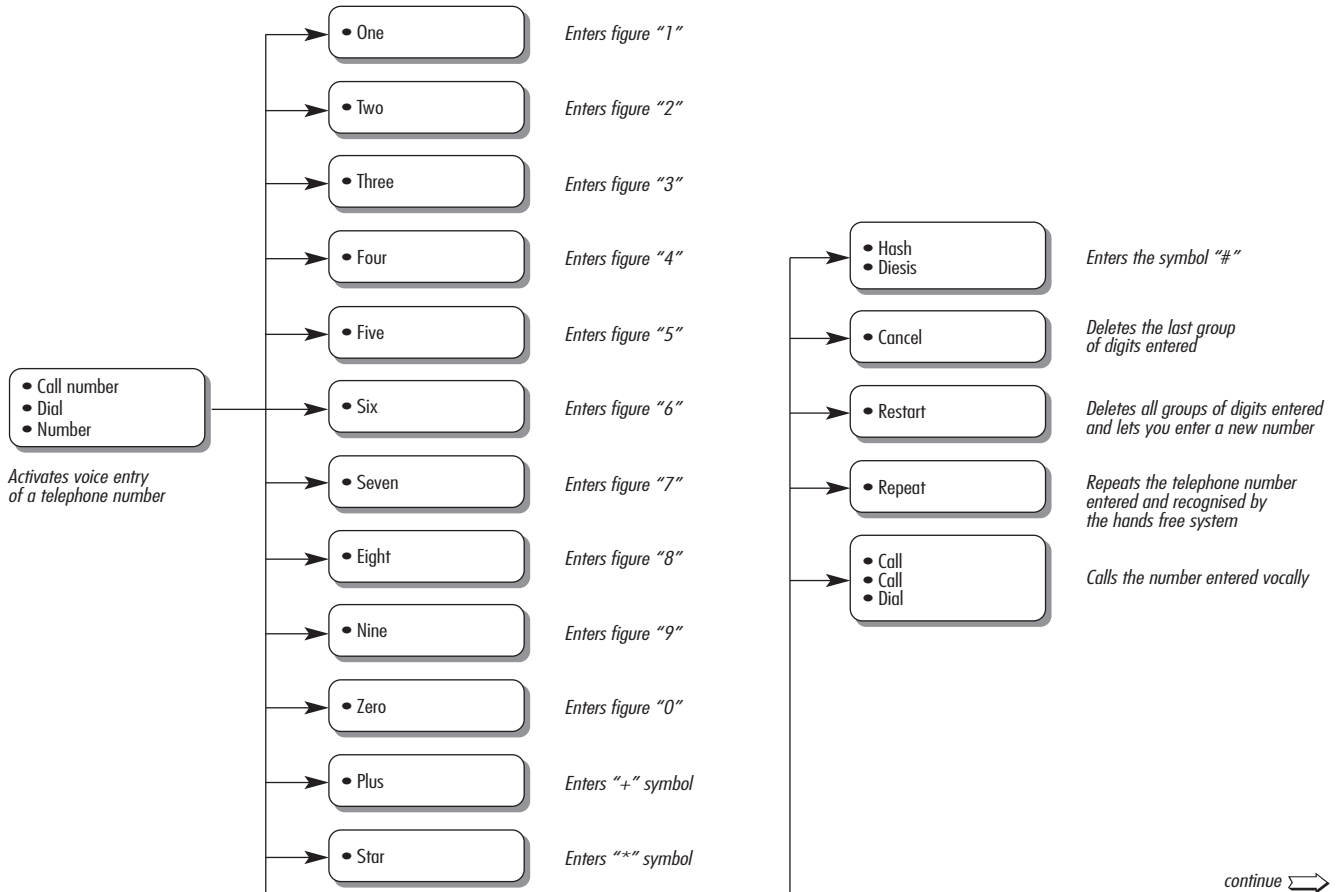 • Call number
• Dial
• Number
Activates voice entry
of a telephone number
• One
Enters figure “1”
• Two
Enters figure “2”
• Three
Enters figure “3”
• Four
Enters figure “4”
• Five
Enters figure “5”
• Six
Enters figure “6”
• Seven
Enters figure “7”
• Eight
Enters figure “8”
• Nine
Enters figure “9”
• Zero
Enters figure “0”
• Plus
Enters “+” symbol
• Star
Enters “*” symbol
• Hash
• Diesis
Enters the symbol “#”
• Cancel
Deletes the last group
of digits entered
• Restart
Deletes all groups of digits entered
and lets you enter a new number
• Repeat
Repeats the telephone number
entered and recognised by
the hands free system
• Call
• Call
• Dial
Calls the number entered vocally
continue